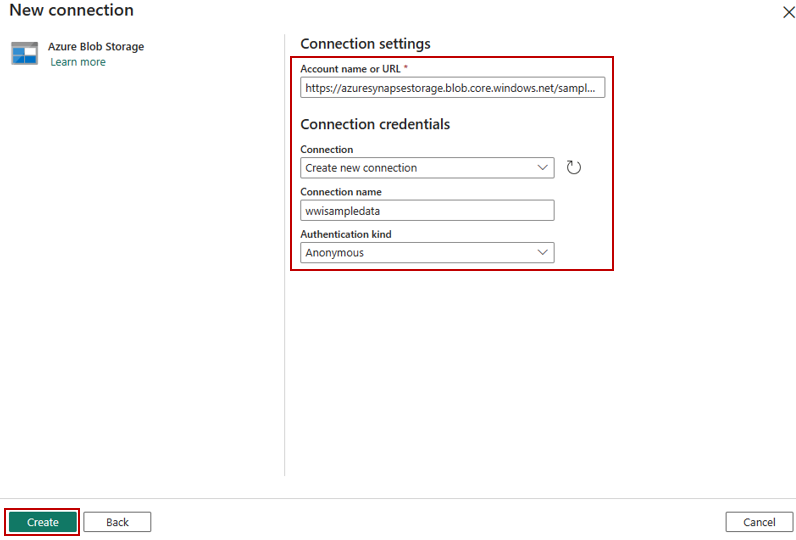 New connection
Azure Blob Storage
Learn more
Connection settings
Account name or URL *
https://azuresynapsestorage.blob.core.windows.net/sampl...
Connection credentials
Connection
Create new connection
Connection name
wwisampledata
Authentication kind
Anonymous
Create
Back
Cancel